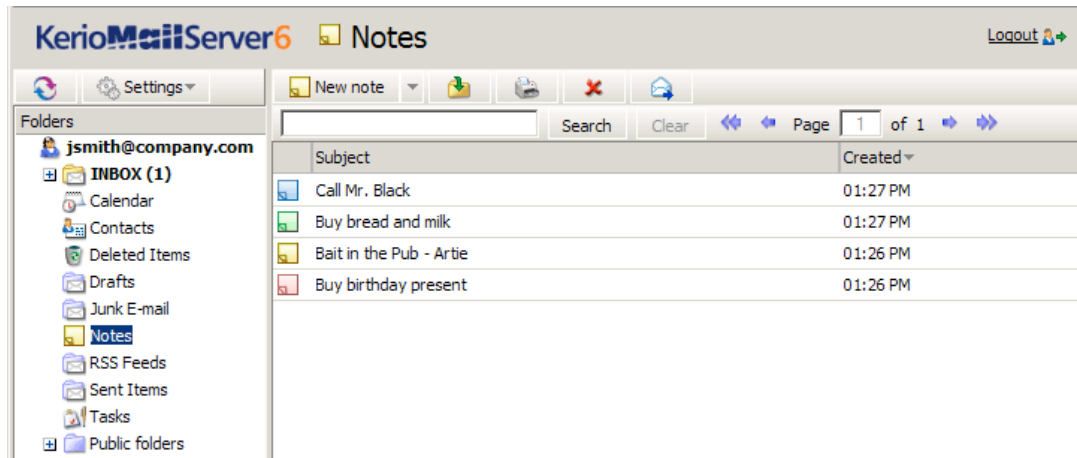 KerioMailServer6 Notes Logout
Settings New note
Folders
Search Clear Page 1 of 1
jsmith@company.com
Subject Created
INBOX (1)
Call Mr. Black 01:27 PM
Calendar
Buy bread and milk 01:27 PM
Contacts
Deleted Items
Bait in the Pub - Artie 01:26 PM
Drafts
Buy birthday present 01:26 PM
Junk E-mail
Notes
RSS Feeds
Sent Items
Tasks
Public folders